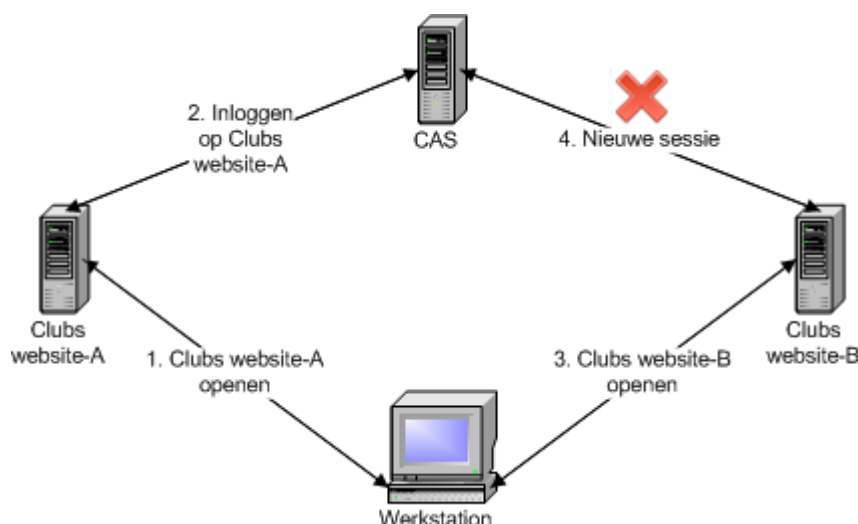 2. Inloggen
op Clubs
website-A
CAS
4. Nieuwe sessie
Clubs
website-A
Clubs
website-B
1. Clubs website-A
openen
3. Clubs website-B
openen
Werkstation